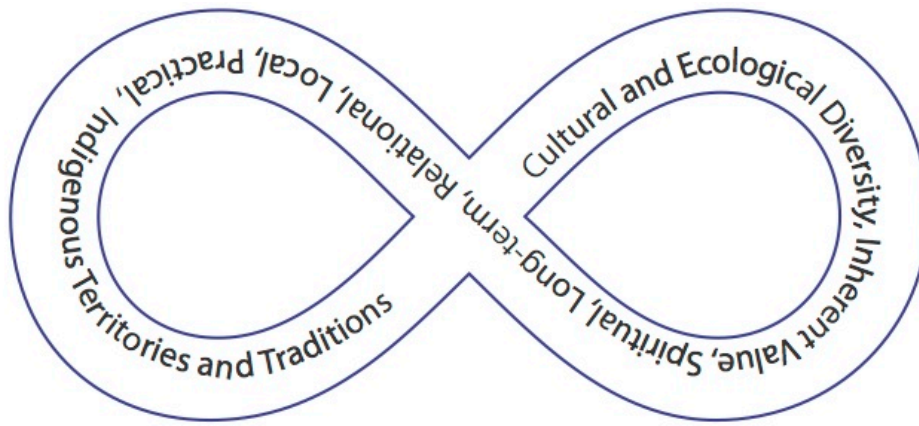 Cultural and Ecological Diversity, Inherent Value, Spiritual, Long-term, Relational, Local, Practical, Indigenous Territories and Traditions